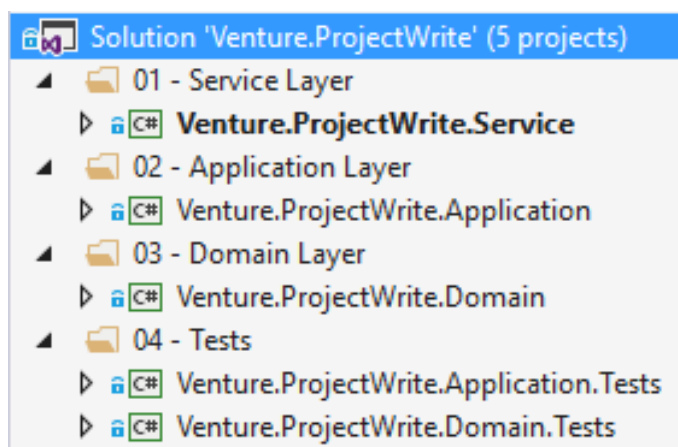 Solution 'Venture.ProjectWrite' (5 projects)
01 - Service Layer
C# Venture.ProjectWrite.Service
02 - Application Layer
C# Venture.ProjectWrite.Application
03 - Domain Layer
C# Venture.ProjectWrite.Domain
04 - Tests
C# Venture.ProjectWrite.Application.Tests
C# Venture.ProjectWrite.Domain.Tests